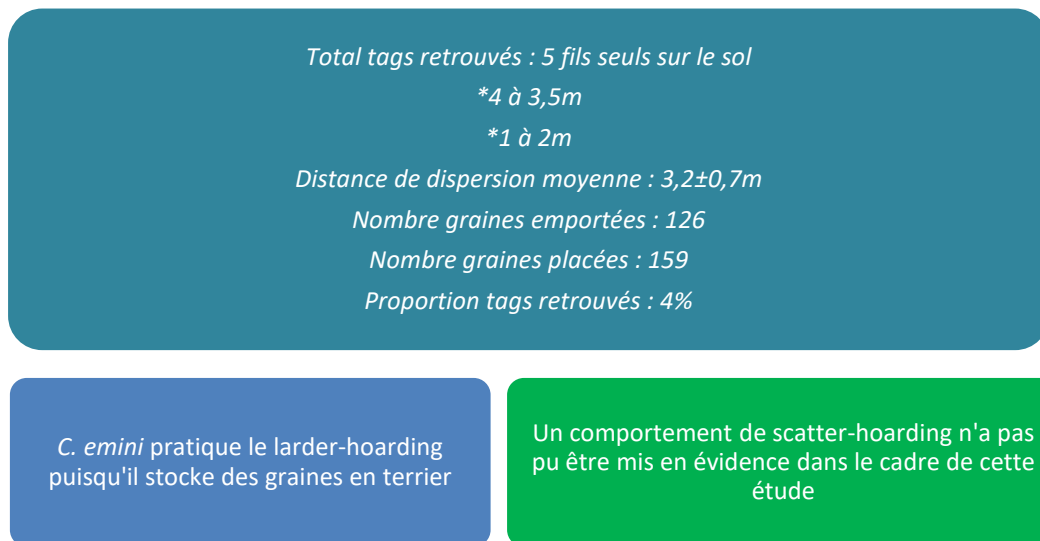 Total tags retrouvés : 5 fils seuls sur le sol
*4 à 3,5m
*1 à 2m
Distance de dispersion moyenne : 3,2±0,7m
Nombre graines emportées : 126
Nombre graines placées : 159
Proportion tags retrouvés : 4%
C. emini pratique le larder-hoarding
puisqu'il stocke des graines en terrier
Un comportement de scatter-hoarding n'a pas
pu être mis en évidence dans le cadre de cette
étude